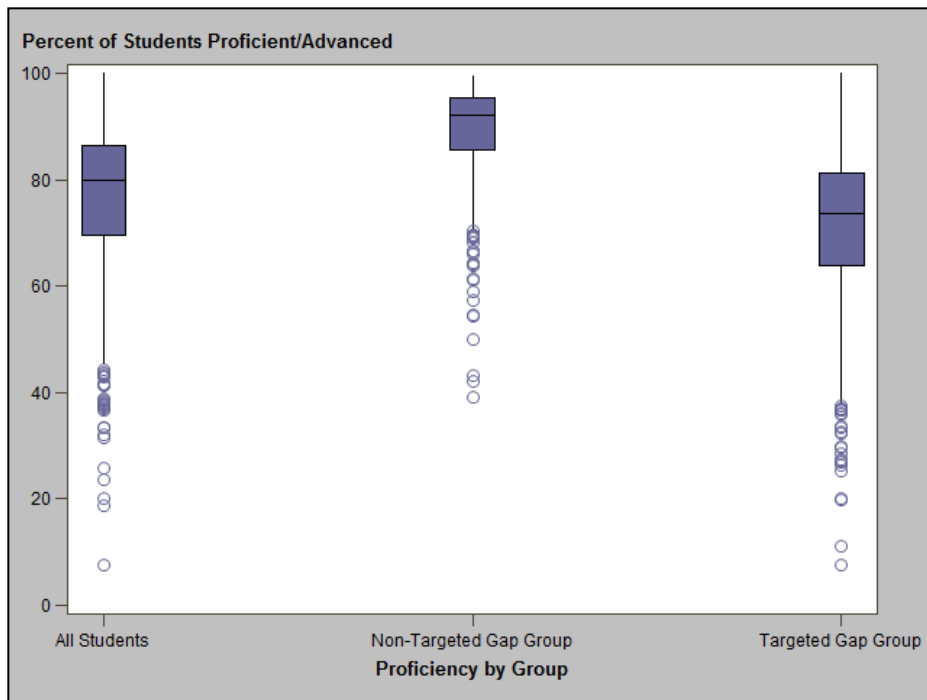 Percent of Students Proficient/Advanced
100
80
60
40
20
0
All Students Non-Targeted Gap Group Targeted Gap Group
Proficiency by Group